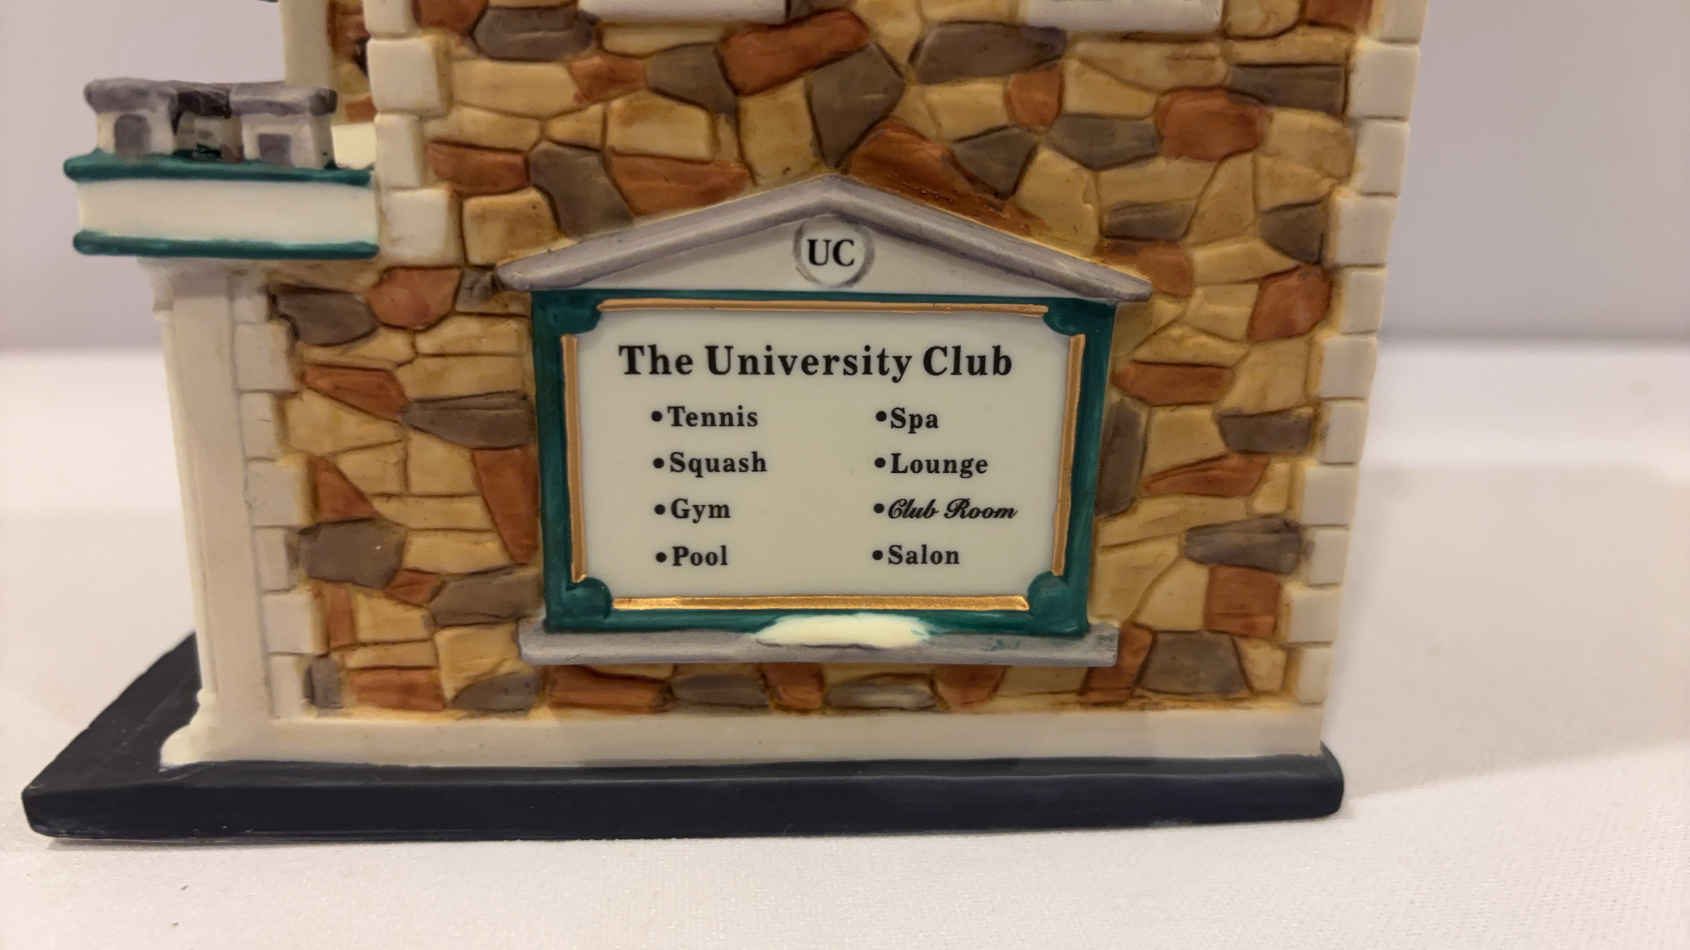 UC
The University Club
•Tennis
•Squash
•Gym
•Pool
•Spa
•Lounge
•Club Room
•Salon